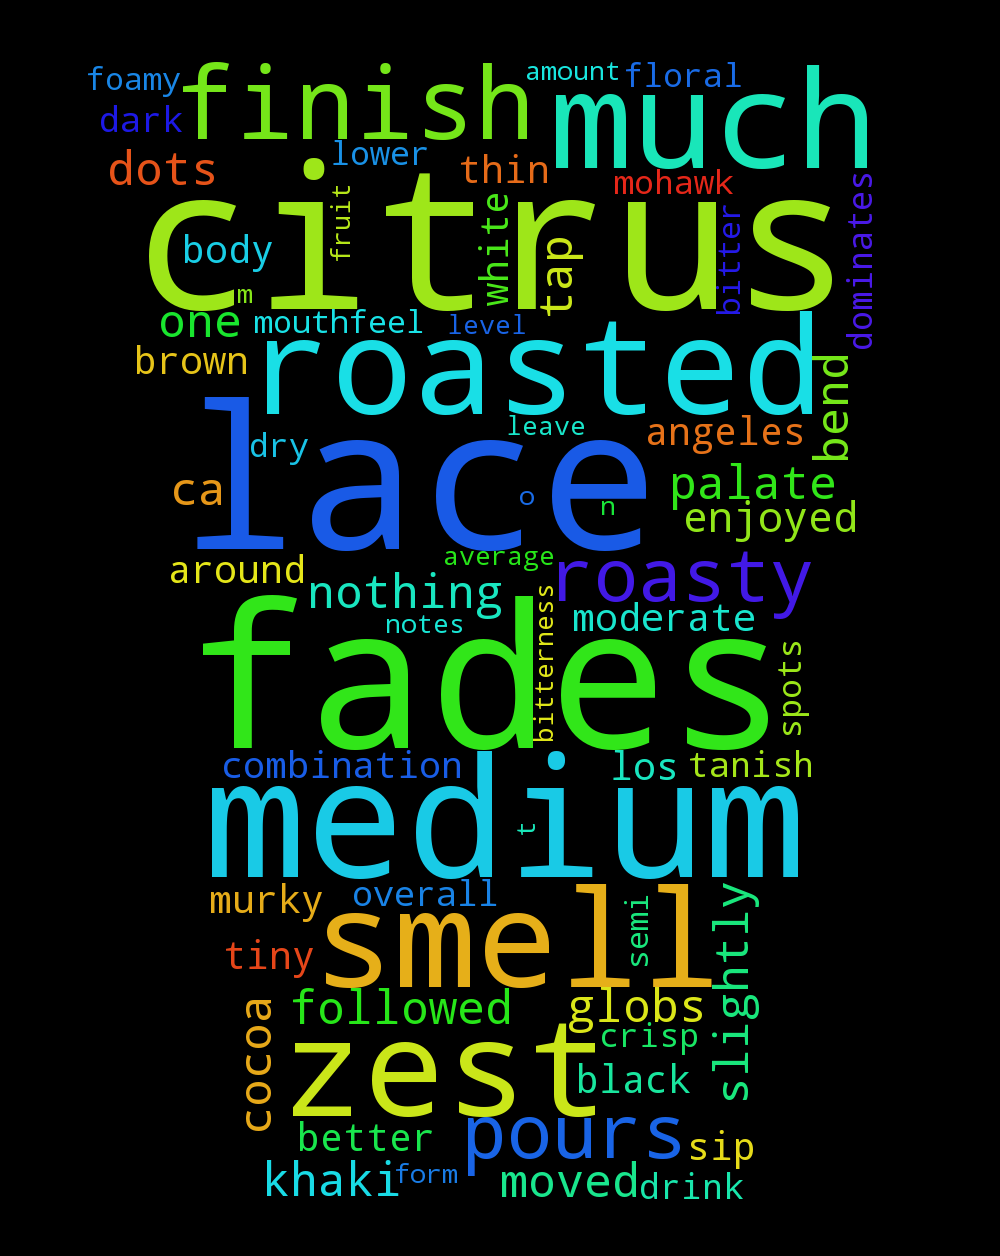 foamy
finish
amount
floral
dark
much
dots
lower
thin
mohawk
citrus
fruit
white
tap
bitter
dominates
body
m
one
mouthfeel
level
brown
roasted
bend
lace
dry
leave
angeles
ca
o
n
palate
enjoyed
around
average
nothing
roasty
notes
bitterness
moderate
fades
spots
combination
los
tanish
medium
t
murky
overall
smell
semi
slightly
tiny
cocoa
followed
globs
crisp
zest
black
better
pours
sip
khaki
form
moved
drink